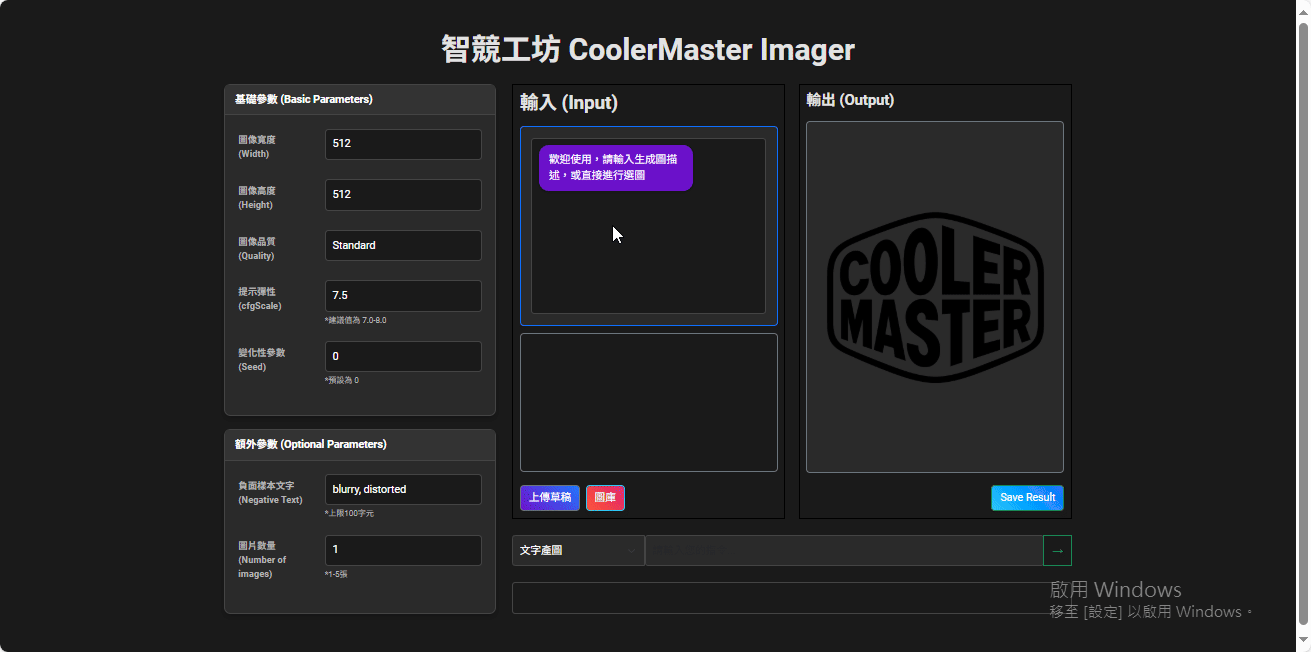 智競工坊 CoolerMaster Imager
基礎參數 (Basic Parameters)
圖像寬度
(Width)
512
圖像高度
(Height)
512
圖像品質
(Quality)
Standard
提示彈性
(cfgScale)
7.5
*建議值為 7.0-8.0
變化性參數
(Seed)
0
*預設為 0
額外參數 (Optional Parameters)
負面樣本文字
(Negative Text)
blurry, distorted
*上限100字元
圖片數量
(Number of
images)
1
*1-5張
輸入 (Input)
歡迎使用，請輸入生成圖描
述，或直接進行選圖
上傳草稿
圖庫
輸出 (Output)
COOLER
MASTER
Save Result
文字產圖
→
啟用 Windows
移至 [設定] 以啟用 Windows。